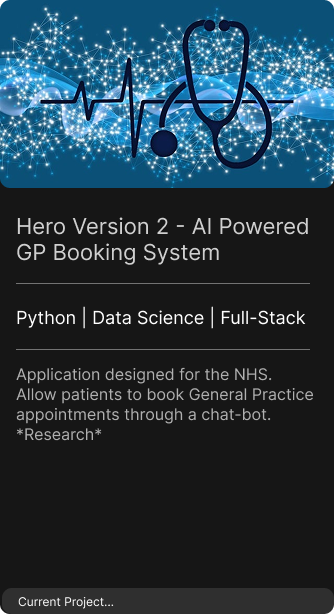 Hero Version 2 - AI Powered
GP Booking System
Python | Data Science | Full-Stack
Application designed for the NHS.
Allow patients to book General Practice
appointments through a chat-bot.
*Research*
Current Project...